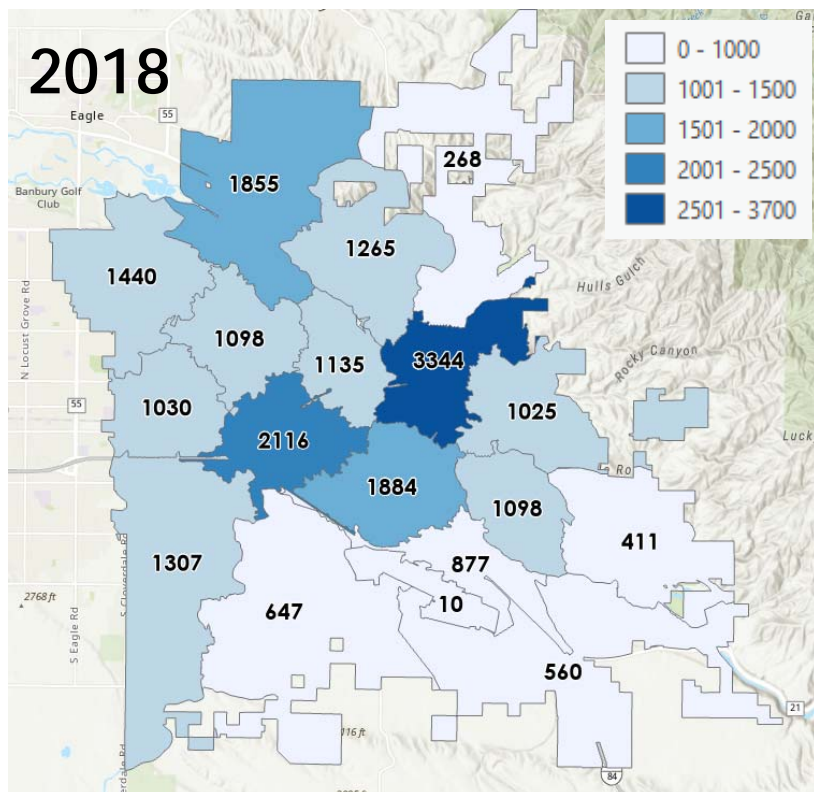 2018
0 - 1000
1001 - 1500
1501 - 2000
2001 - 2500
2501 - 3700
Eagle
55
Banbury Golf
Club
1855
268
1440
1265
Hulls Gulch
N Locust Grove Rd
1098
1135
3344
Rocky Canyon
55
1030
2116
1025
Luck
1884
1098
411
1307
877
S Cloverdale Rd
2768 ft
S Eagle Rd
647
10
560
21
116 ft
84